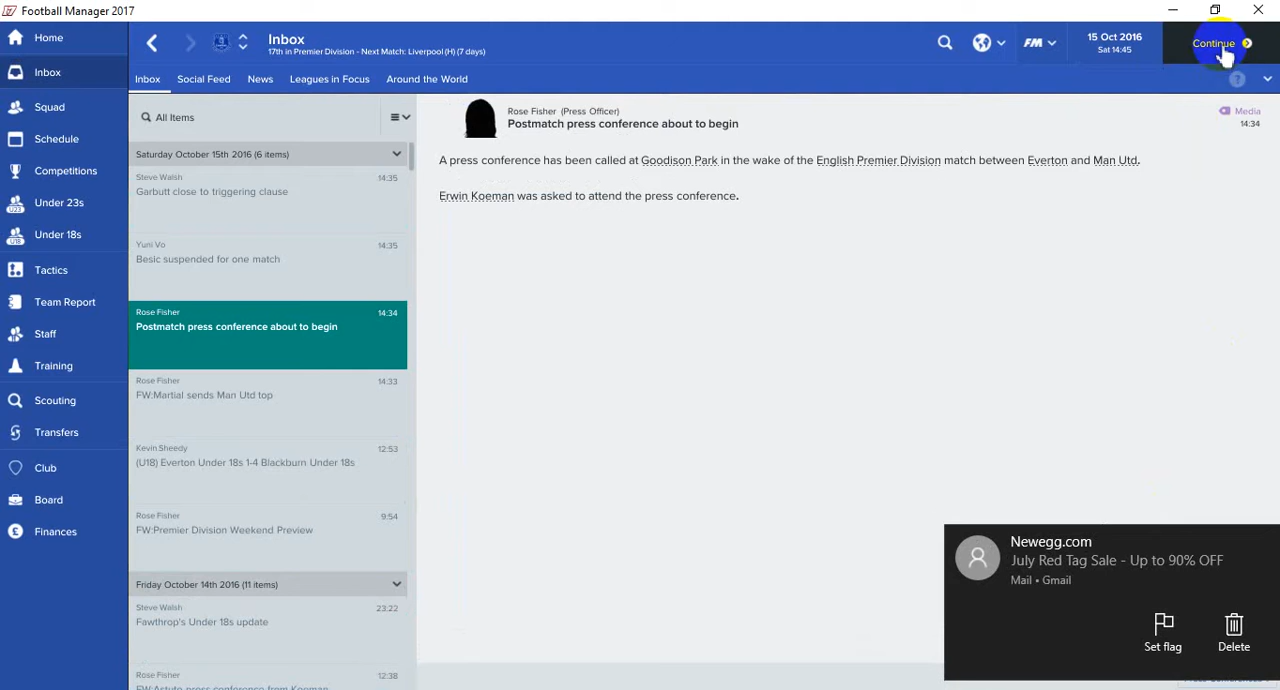 Football Manager 2017
Home
Inbox
Squad
Schedule
Competitions
Under 23s
U23
Under 18s
U18
Tactics
Team Report
Staff
Training
Scouting
Transfers
Club
Board
Finances
Inbox
17th in Premier Division - Next Match: Liverpool (H) (7 days)
FM
15 Oct 2016
Sat 14:45
Continue
Inbox Social Feed News Leagues in Focus Around the World
?
All Items
Saturday October 15th 2016 (6 items)
Steve Walsh 14:35
Garbutt close to triggering clause
Yuni Vo 14:35
Besic suspended for one match
Rose Fisher 14:34
Postmatch press conference about to begin
Rose Fisher 14:33
FW:Martial sends Man Utd top
Kevin Sheedy 12:53
(U18) Everton Under 18s 1-4 Blackburn Under 18s
Rose Fisher 9:54
FW:Premier Division Weekend Preview
Friday October 14th 2016 (11 items)
Steve Walsh 23:22
Fawthrop's Under 18s update
Rose Fisher 12:38
FW:Astute press conference from Koeman
Rose Fisher (Press Officer)
Postmatch press conference about to begin
Media
14:34
A press conference has been called at Goodison Park in the wake of the English Premier Division match between Everton and Man Utd.
Erwin Koeman was asked to attend the press conference.
Newegg.com
July Red Tag Sale - Up to 90% OFF
Mail • Gmail
Set flag
Delete